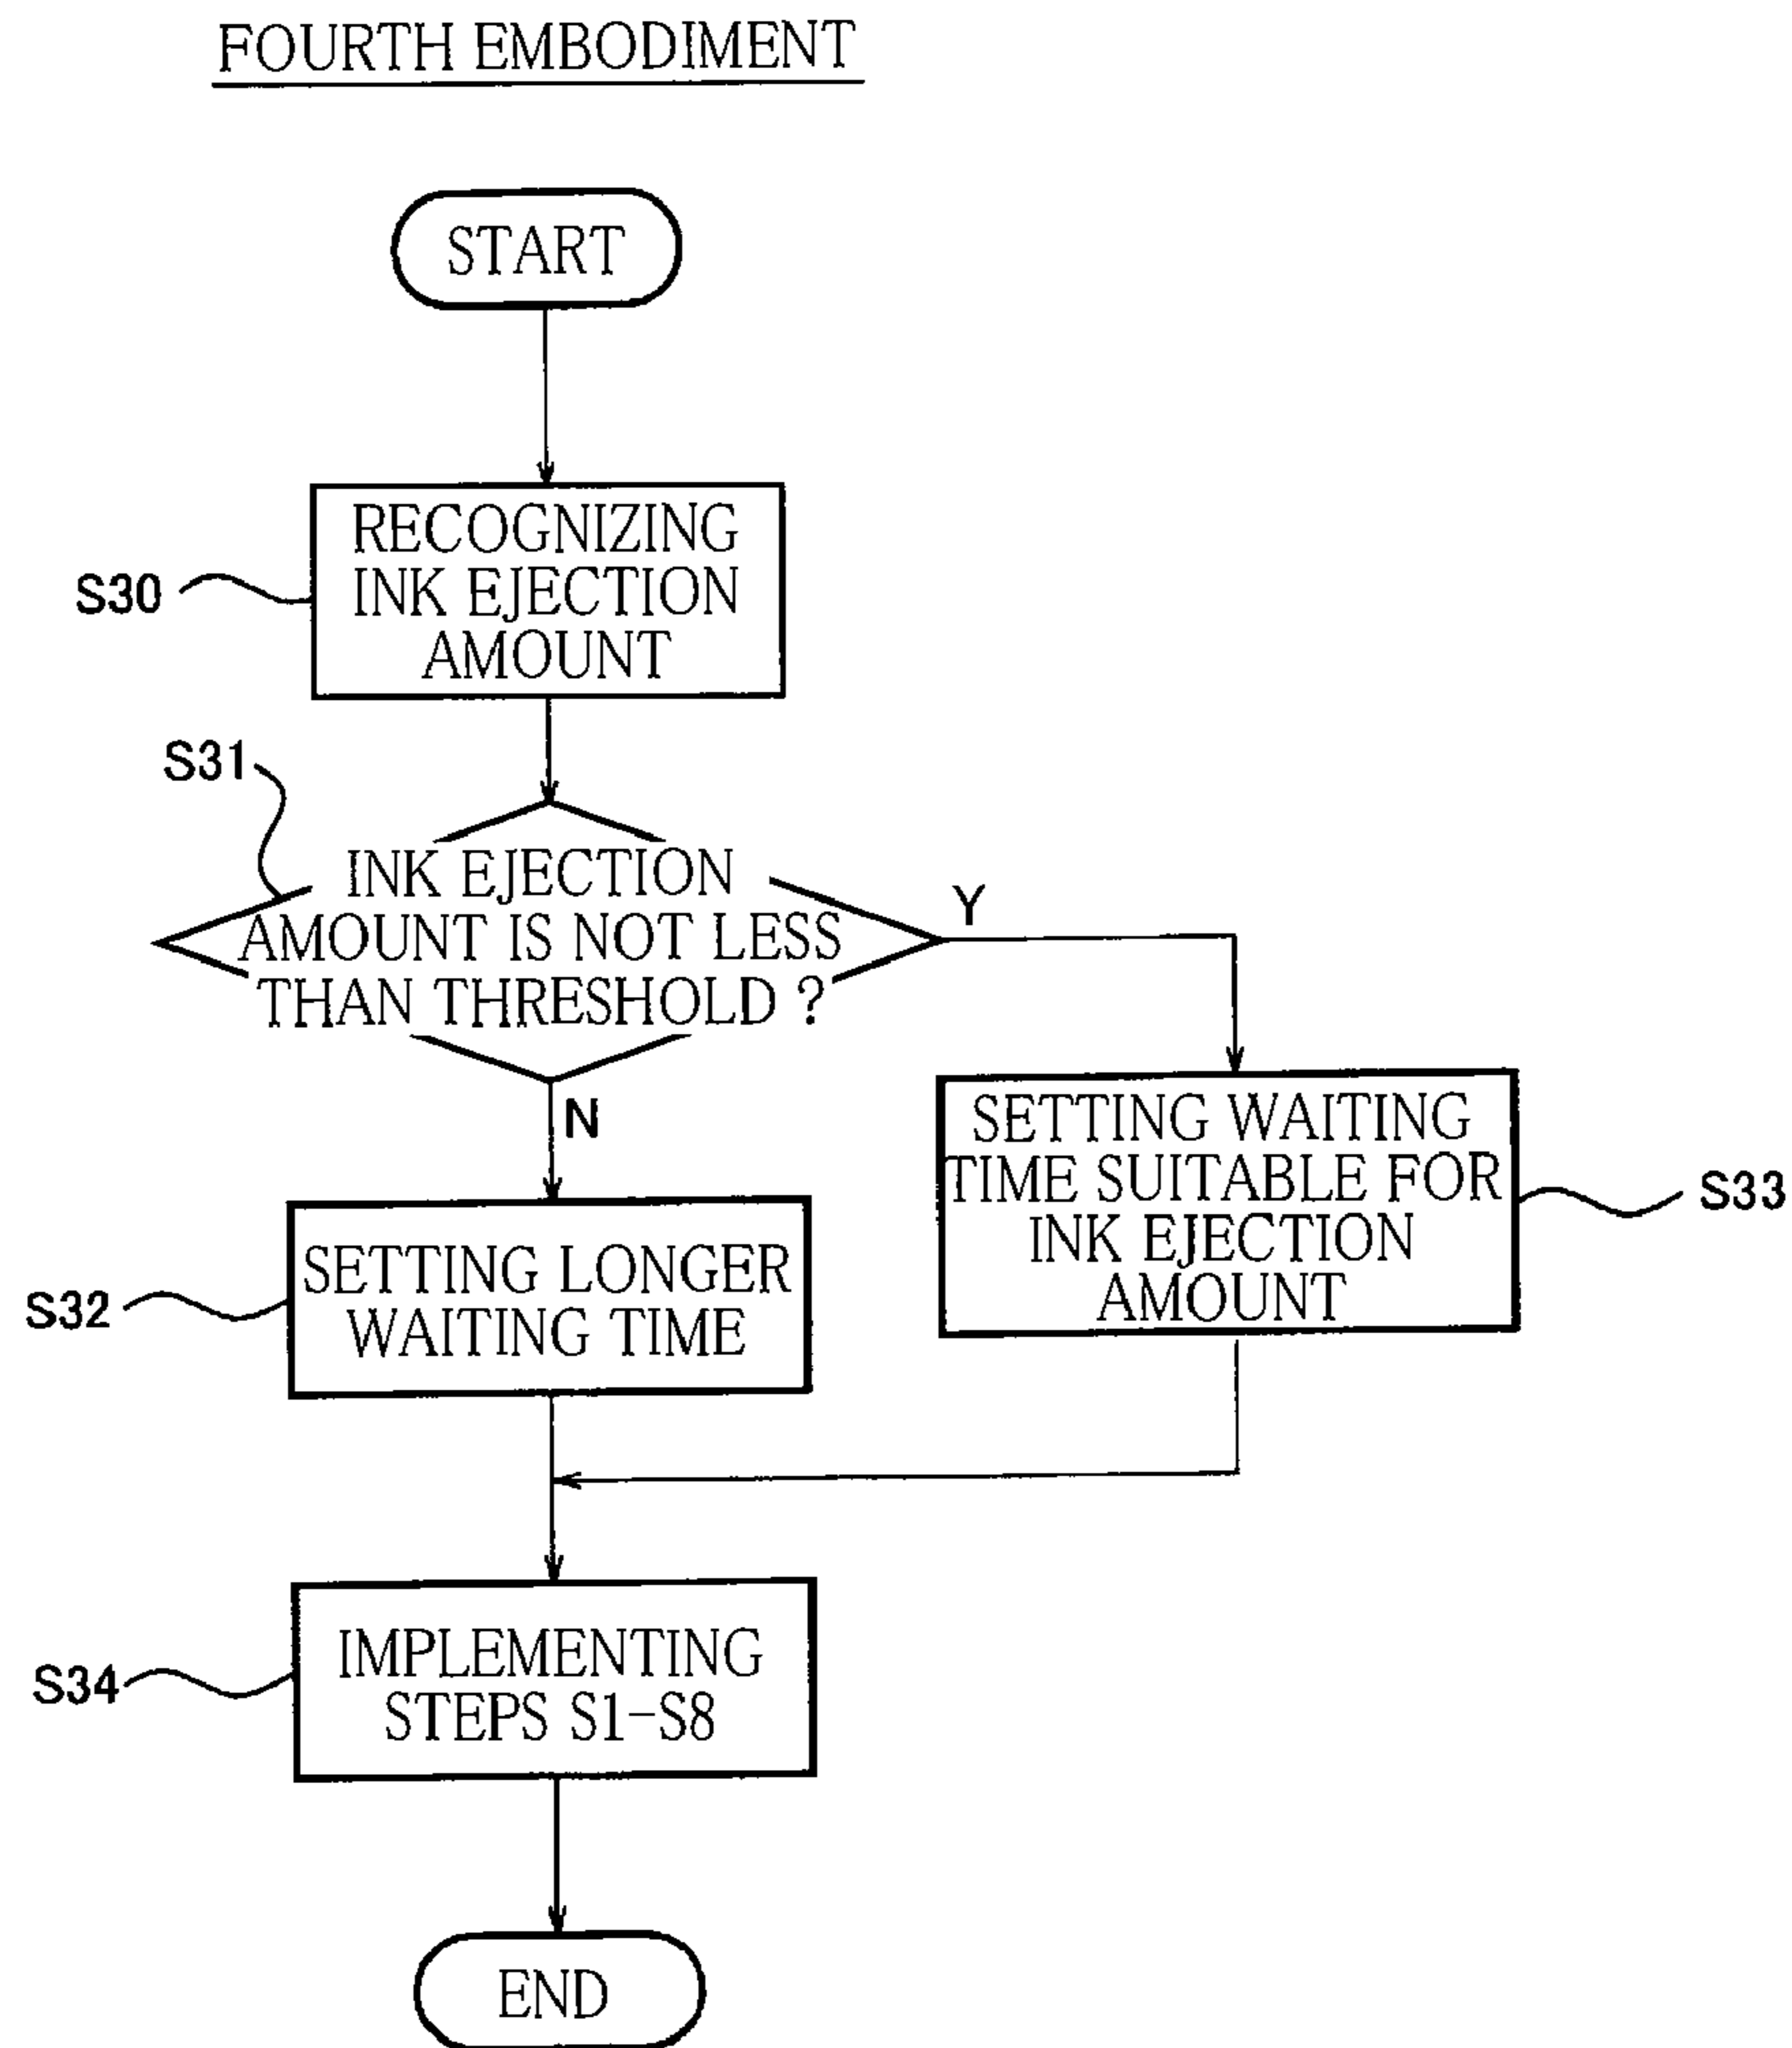 FOURTH EMBODIMENT
START
S30
RECOGNIZING
INK EJECTION
AMOUNT
S31
INK EJECTION
AMOUNT IS NOT LESS
THAN THRESHOLD ?
Y
N
SETTING WAITING
TIME SUITABLE FOR
INK EJECTION
AMOUNT
S33
S32
SETTING LONGER
WAITING TIME
S34
IMPLEMENTING
STEPS S1-S8
END